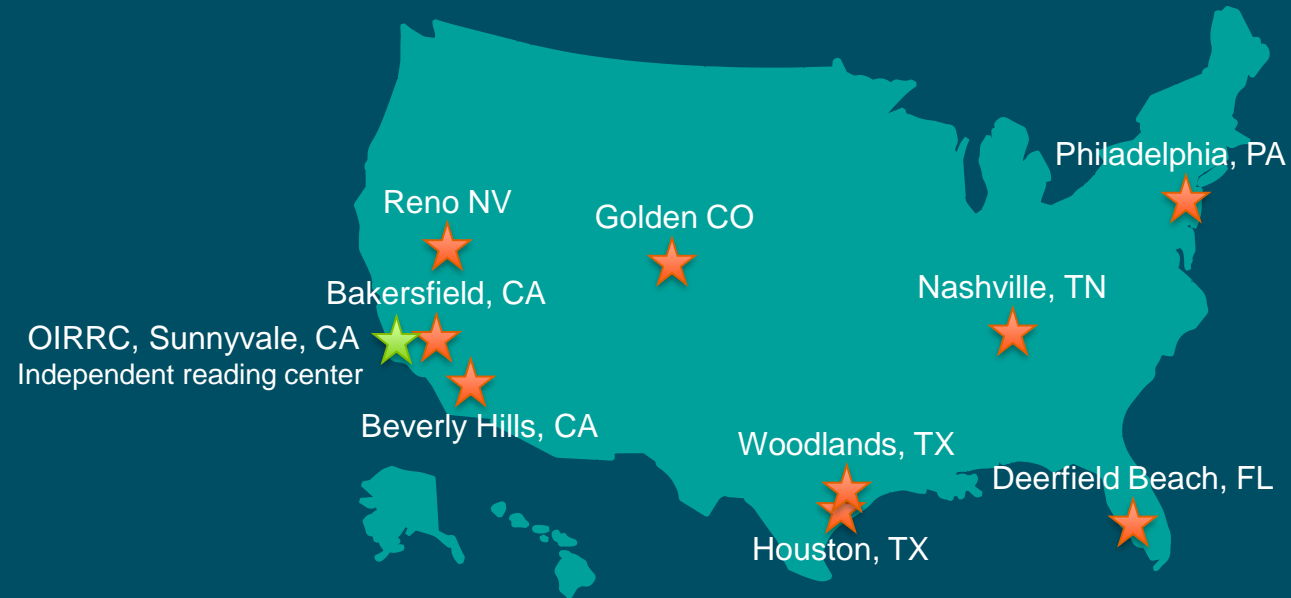 Philadelphia, PA
Reno NV
Golden CO
Nashville, TN
Bakersfield, CA
OIRRC, Sunnyvale, CA
Independent reading center
Beverly Hills, CA
Woodlands, TX
Deerfield Beach, FL
Houston, TX